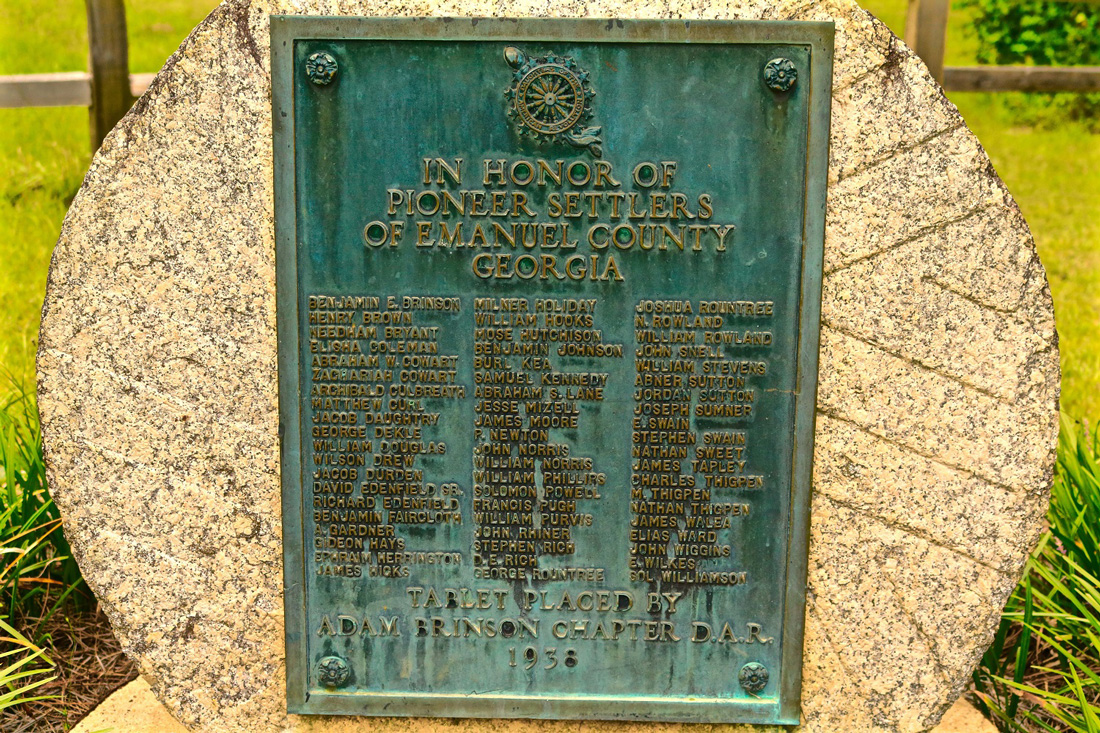 IN HONOR OF
PIONEER SETTLERS
OF EMANUEL COUNTY
GEORGIA
BENJAMIN E. BRINSON
HENRY BROWN
NEEDHAM BRYANT
ELISHA COLEMAN
ABRAHAM W. COWART
ZACHARIAH COWART
ARCHIBALD CULBREATH
MATTHEW CURL
JACOB DAUGHTRY
GEORGE DEKLE
WILLIAM DOUGLAS
WILSON DREW
JACOB DURDEN
DAVID EDENFIELD, SR.
RICHARD EDENFIELD
BENJAMIN FAIRCLOTH
GARDNER
GIDEON HAYS
EPHRAIM HERRINGTON
JAMES HICKS
MILNER HOLIDAY
WILLIAM HOOKS
MOSE HUTCHISON
BENJAMIN JOHNSON
BURL KEA
SAMUEL KENNEDY
ABRAHAM S. LANE
JESSE MIZELL
JAMES MOORE
P. NEWTON
JOHN NORRIS
WILLIAM NORRIS
WILLIAM PHILLIPS
SOLOMON POWELL
FRANCIS PUGH
WILLIAM PURVIS
JOHN RHINER
STEPHEN RICH
D. E. RICH
GEORGE ROUNTREE
JOSHUA ROUNTREE
N. ROWLAND
WILLIAM ROWLAND
JOHN SNELL
WILLIAM STEVENS
ABNER SUTTON
JORDAN SUTTON
JOSEPH SUMNER
E. SWAIN
STEPHEN SWAIN
NATHAN SWEET
JAMES TAPLEY
CHARLES THIGPEN
M. THIGPEN
NATHAN THIGPEN
JAMES WALEA
ELIAS WARD
JOHN WIGGINS
E. WILKES
SOL WILLIAMSON
TABLET PLACED BY
ADAM BRINSON CHAPTER D.A.R.
1938